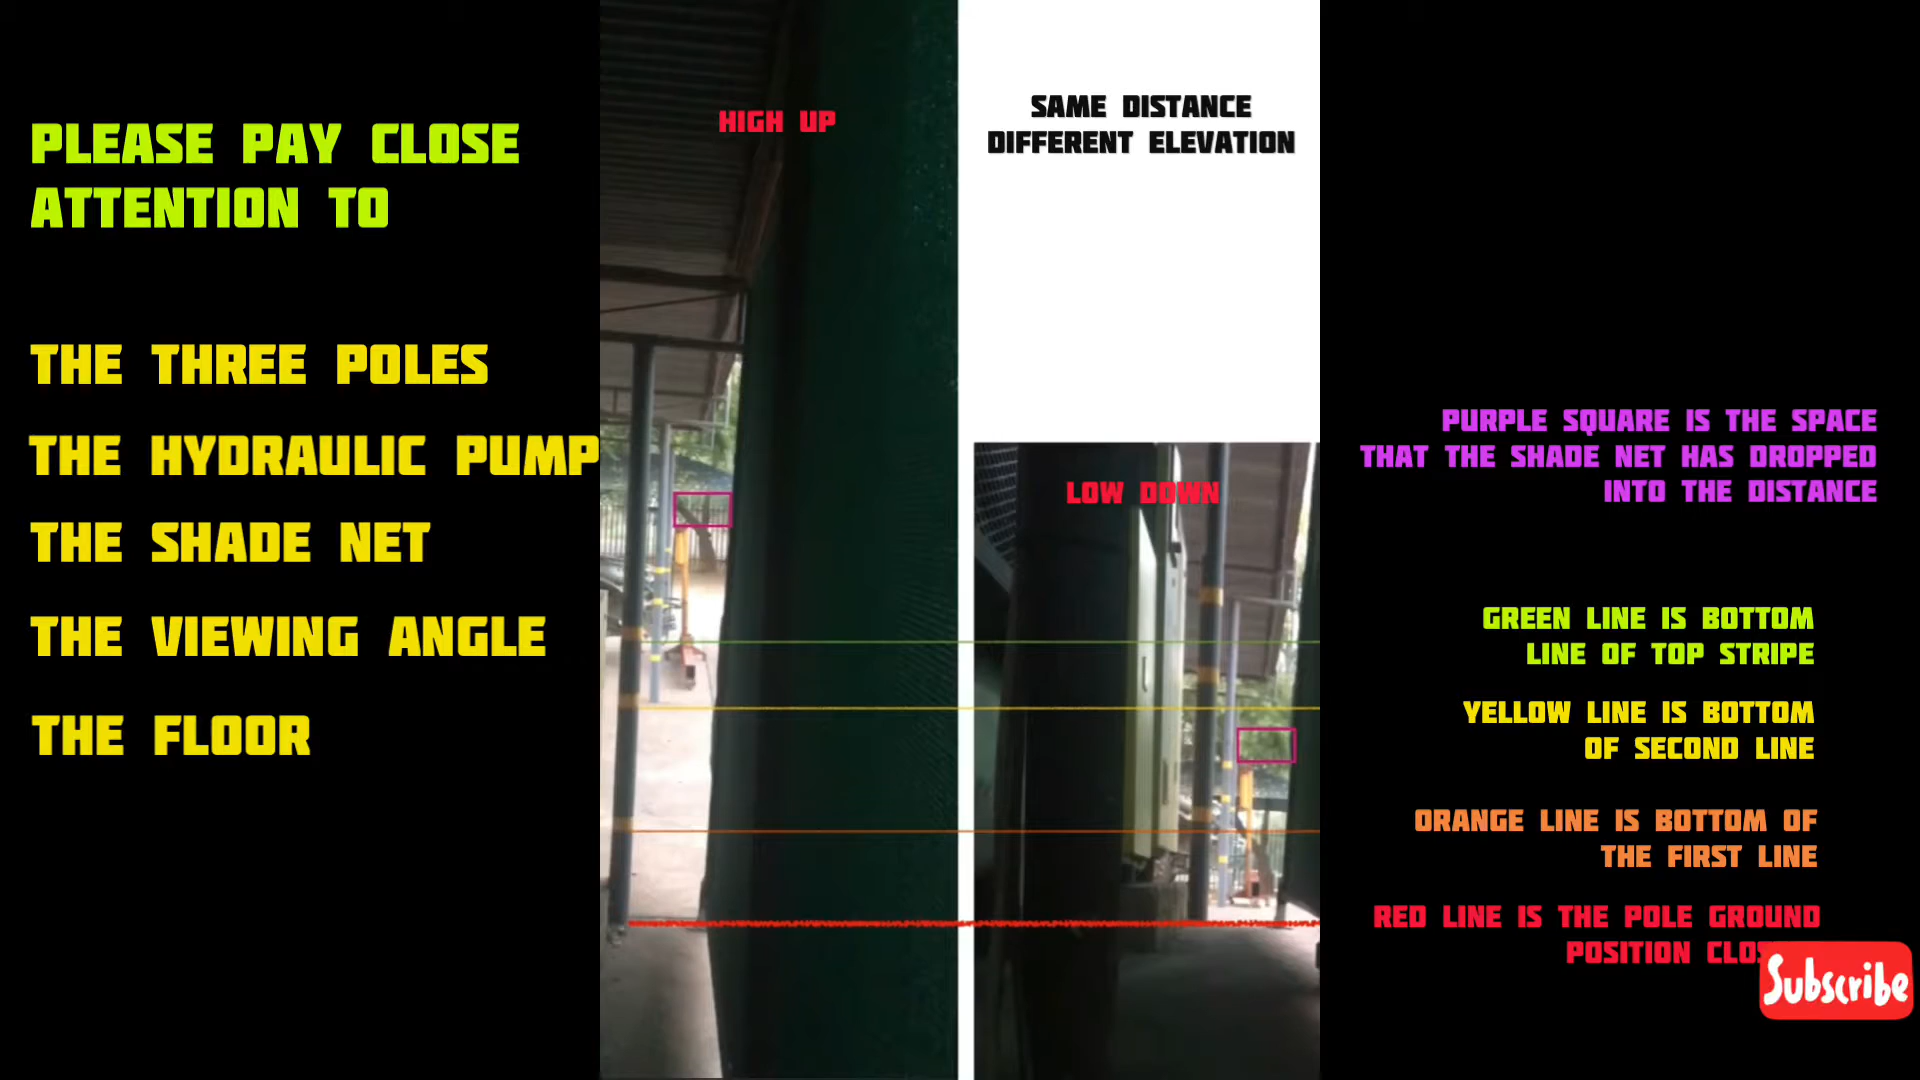 PLEASE PAY CLOSE
ATTENTION TO
THE THREE POLES
THE HYDRAULIC PUMP
THE SHADE NET
THE VIEWING ANGLE
THE FLOOR
HIGH UP
SAME DISTANCE
DIFFERENT ELEVATION
LOW DOWN
PURPLE SQUARE IS THE SPACE
THAT THE SHADE NET HAS DROPPED
INTO THE DISTANCE
GREEN LINE IS BOTTOM
LINE OF TOP STRIPE
YELLOW LINE IS BOTTOM
OF SECOND LINE
ORANGE LINE IS BOTTOM OF
THE FIRST LINE
RED LINE IS THE POLE GROUND
POSITION
Subscribe